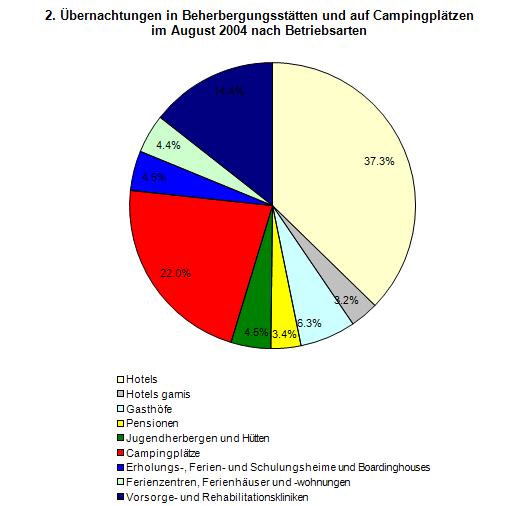 2. Übernachtungen in Beherbergungsstätten und auf Campingplätzen
im August 2004 nach Betriebsarten
14.4%
37.3%
4.4%
4.5%
22.0%
3.2%
6.3%
4.5%
3.4%
Hotels
Hotels garnis
Gasthöfe
Pensionen
Jugendherbergen und Hütten
Campingplätze
Erholungs-, Ferien- und Schulungsheime und Boardinghouses
Ferienzentren, Ferienhäuser und -wohnungen
Vorsorge- und Rehabilitationskliniken